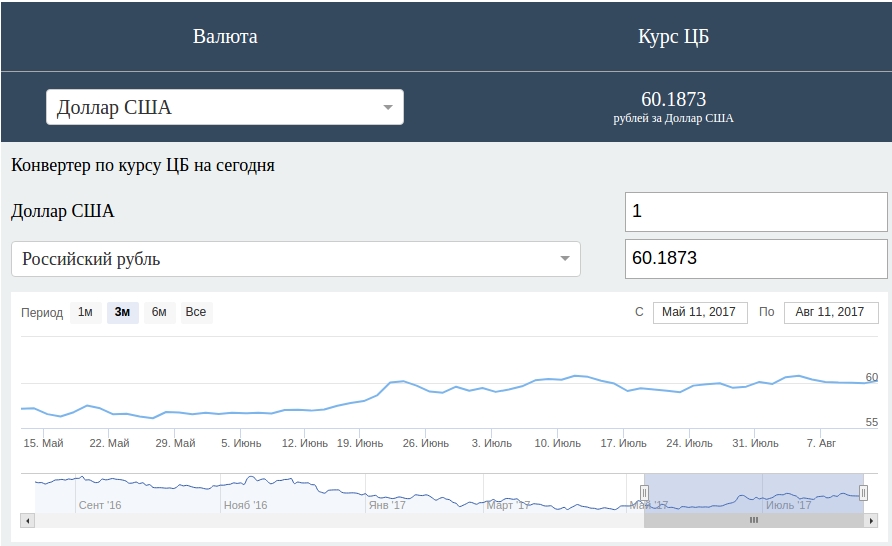 Валюта Курс ЦБ
Доллар США 60.1873
рублей за Доллар США
Конвертер по курсу ЦБ на сегодня
Доллар США 1
Российский рубль 60.1873
Период 1м 3м 6м Все С Май 11, 2017 По Авг 11, 2017
60
55
15. Май 22. Май 29. Май 5. Июнь 12. Июнь 19. Июнь 26. Июнь 3. Июль 10. Июль 17. Июль 24. Июль 31. Июль 7. Авг
Сент '16 Нояб '16 Янв '17 Март '17 Май '17 Июль '17